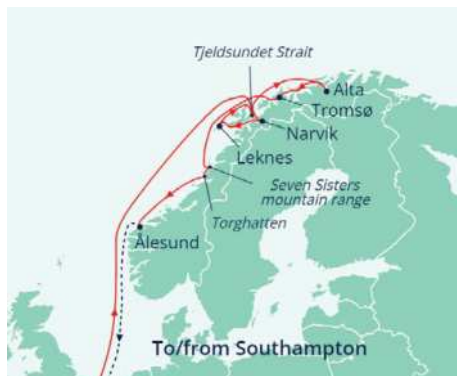 Tjeldsundet Strait
Alta
Tromsø
Narvik
Leknes
Seven Sisters
mountain range
Torghatten
Ålesund
To/from Southampton